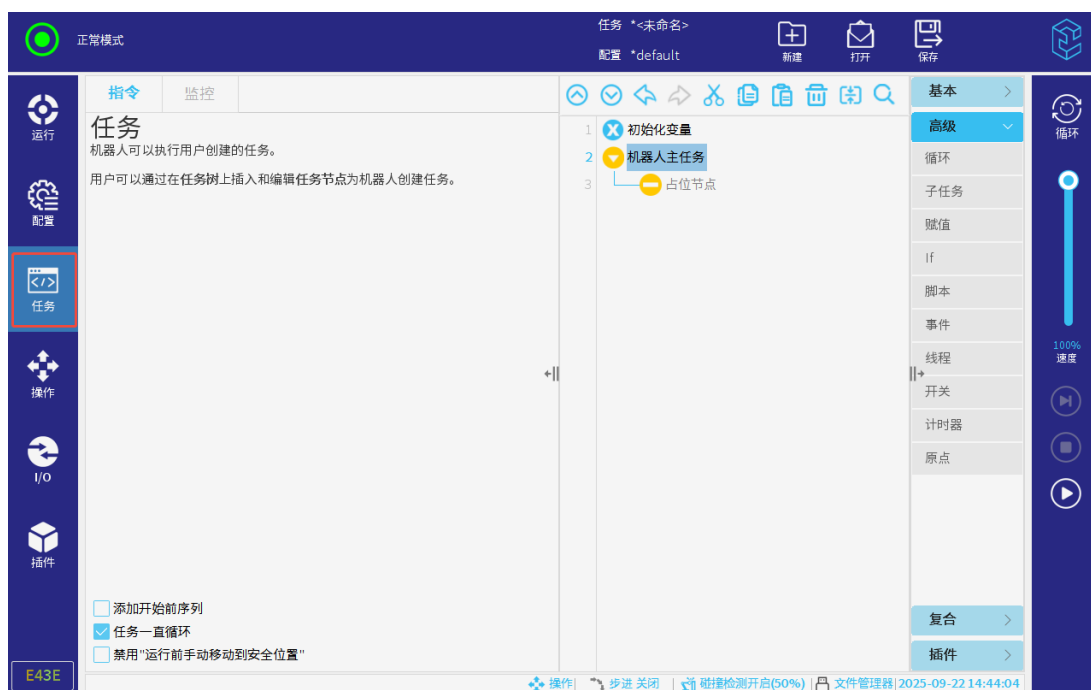 正常模式
任务 *<未命名>
配置 *default
新建
打开
保存
运行
配置
任务
操作
I/O
插件
E43E
指令
监控
任务
机器人可以执行用户创建的任务。
用户可以通过在任务树上插入和编辑任务节点为机器人创建任务。
添加开始前序列
任务一直循环
禁用"运行前手动移动到安全位置"
1 初始化变量
2 机器人主任务
3 占位节点
基本
高级
循环
子任务
赋值
If
脚本
事件
线程
开关
计时器
原点
复合
插件
循环
100%
速度
操作| 步进 关闭 | 碰撞检测开启(50%) | 文件管理器|2025-09-22 14:44:04